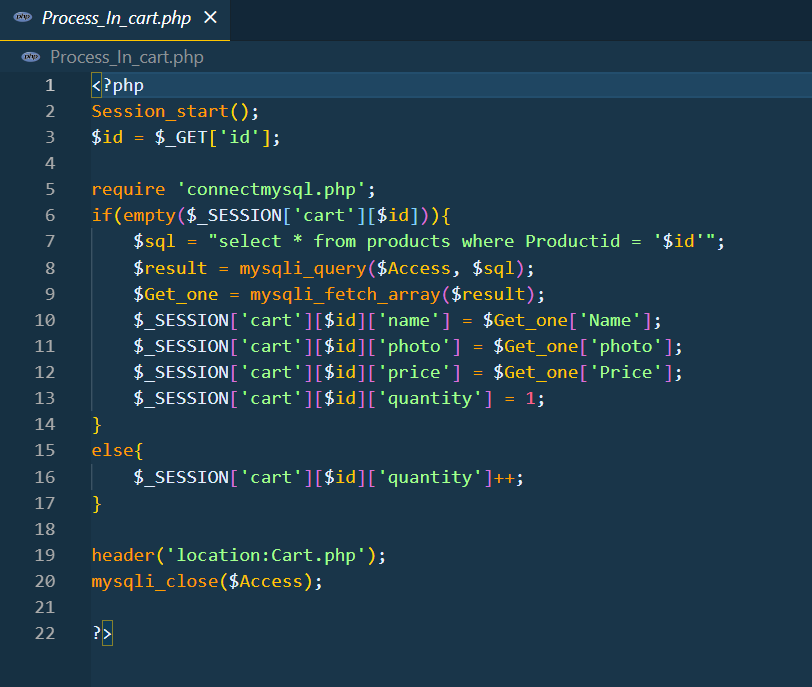 php Process_In_cart.php ×
php Process_In_cart.php
1 <?php
2 Session_start();
3 $id = $_GET['id'];
4
5 require 'connectmysql.php';
6 if(empty($_SESSION['cart'][$id])){
7     $sql = "select * from products where Productid = '$id'";
8     $result = mysqli_query($Access, $sql);
9     $Get_one = mysqli_fetch_array($result);
10     $_SESSION['cart'][$id]['name'] = $Get_one['Name'];
11     $_SESSION['cart'][$id]['photo'] = $Get_one['photo'];
12     $_SESSION['cart'][$id]['price'] = $Get_one['Price'];
13     $_SESSION['cart'][$id]['quantity'] = 1;
14 }
15 else{
16     $_SESSION['cart'][$id]['quantity']++;
17 }
18
19 header('location:Cart.php');
20 mysqli_close($Access);
21
22 ?>